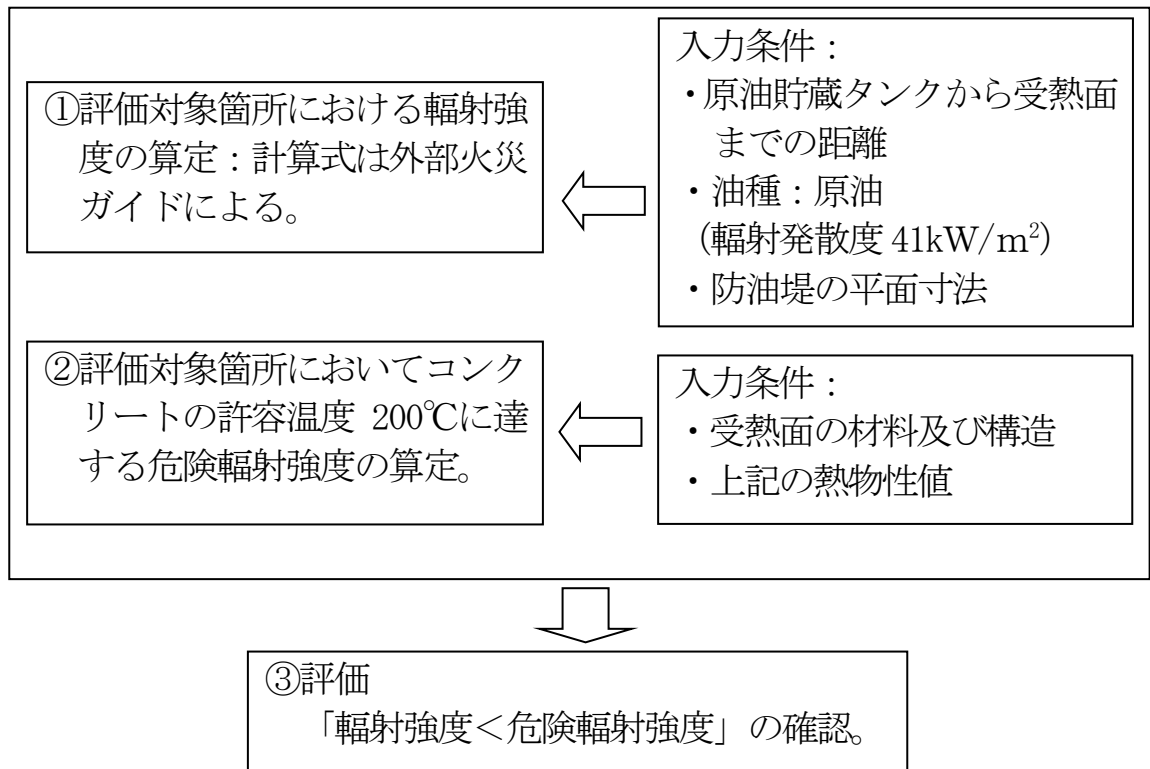 ①評価対象箇所における輻射強
度の算定：計算式は外部火災
ガイドによる。
入力条件：
・原油貯蔵タンクから受熱面
までの距離
・油種：原油
（輻射発散度 41kW/m²）
・防油堤の平面寸法
②評価対象箇所においてコンク
リートの許容温度 200℃に達
する危険輻射強度の算定。
入力条件：
・受熱面の材料及び構造
・上記の熱物性値
③評価
「輻射強度＜危険輻射強度」の確認。